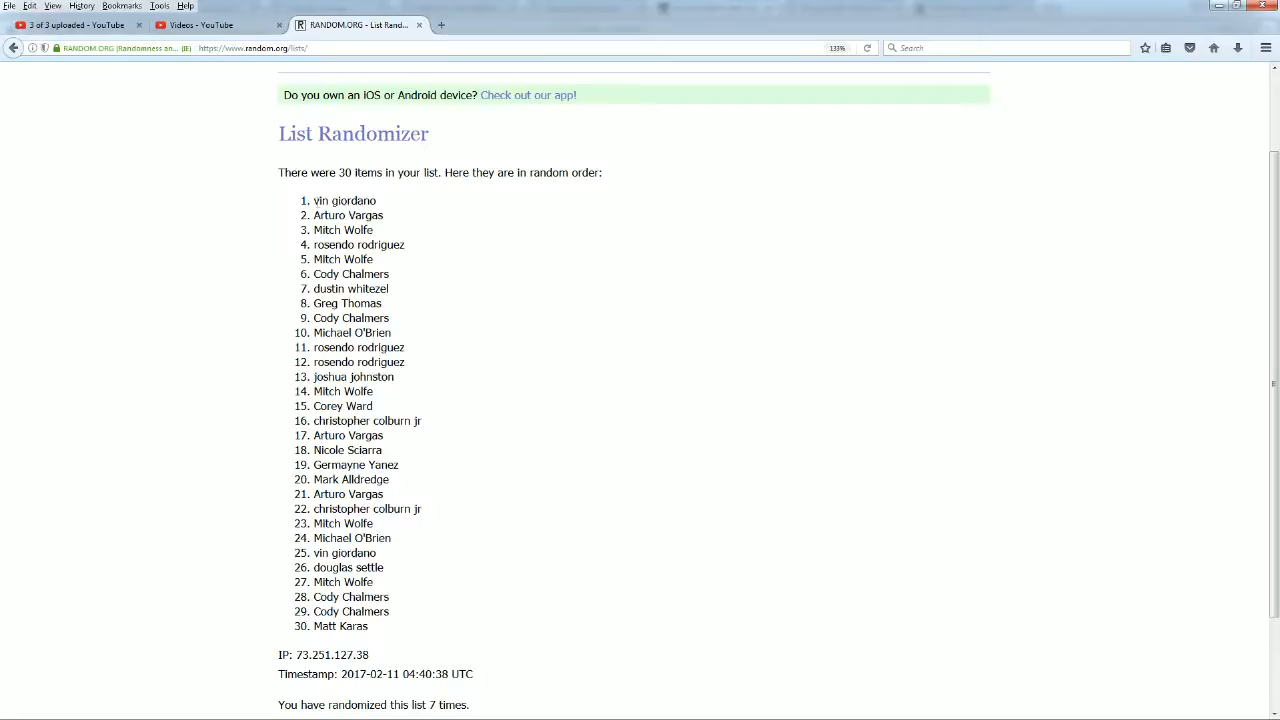 File Edit View History Bookmarks Tools Help
3 of 3 uploaded - YouTube × Videos - YouTube × RANDOM.ORG - List Rand... × +
RANDOM.ORG (Randomness an... (IE) https://www.random.org/lists/ 133% Search
Do you own an iOS or Android device? Check out our app!
List Randomizer
There were 30 items in your list. Here they are in random order:
1. vin giordano
2. Arturo Vargas
3. Mitch Wolfe
4. rosendo rodriguez
5. Mitch Wolfe
6. Cody Chalmers
7. dustin whitezel
8. Greg Thomas
9. Cody Chalmers
10. Michael O'Brien
11. rosendo rodriguez
12. rosendo rodriguez
13. joshua johnston
14. Mitch Wolfe
15. Corey Ward
16. christopher colburn jr
17. Arturo Vargas
18. Nicole Sciarra
19. Germayne Yanez
20. Mark Alldredge
21. Arturo Vargas
22. christopher colburn jr
23. Mitch Wolfe
24. Michael O'Brien
25. vin giordano
26. douglas settle
27. Mitch Wolfe
28. Cody Chalmers
29. Cody Chalmers
30. Matt Karas
IP: 73.251.127.38
Timestamp: 2017-02-11 04:40:38 UTC
You have randomized this list 7 times.